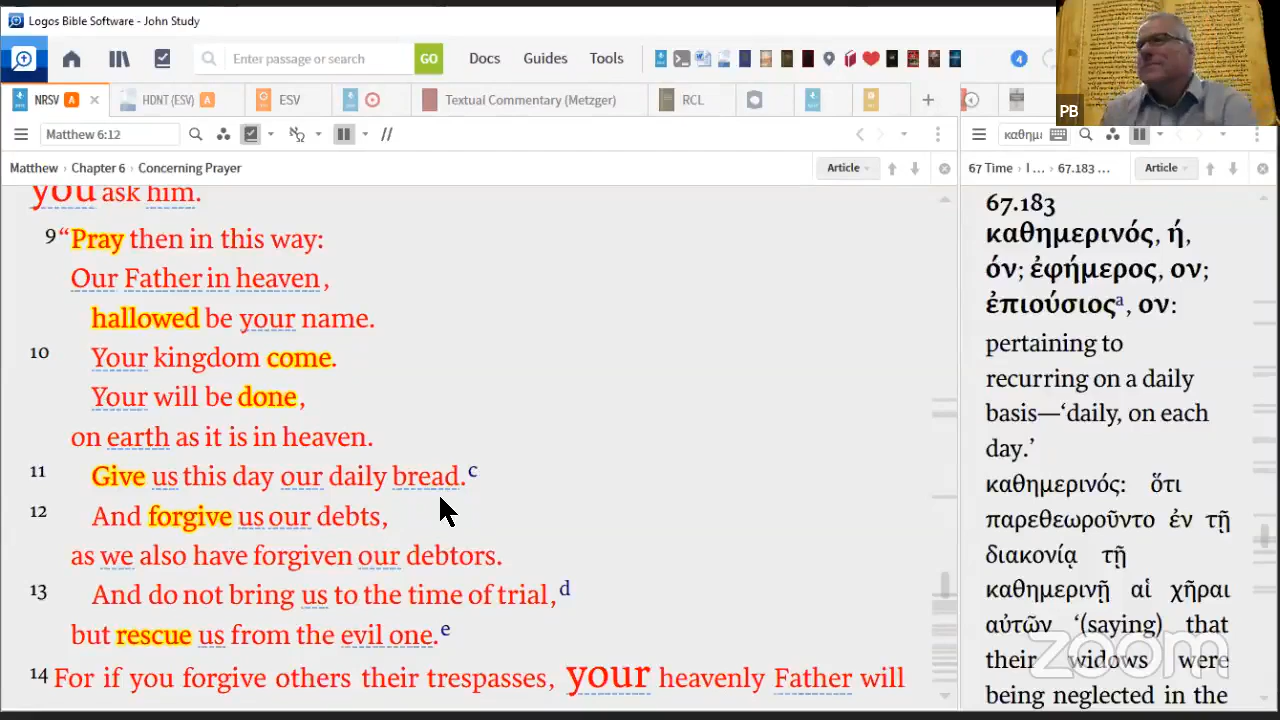 Logos Bible Software - John Study
Enter passage or search GO Docs Guides Tools 4
NRSV A HDNT (ESV) A ESV Textual Commentary (Metzger) RCL
PB
Matthew 6:12
Matthew › Chapter 6 › Concerning Prayer Article
you ask him.
9 “Pray then in this way:
Our Father in heaven,
hallowed be your name.
10 Your kingdom come.
Your will be done,
on earth as it is in heaven.
11 Give us this day our daily bread.c
12 And forgive us our debts,
as we also have forgiven our debtors.
13 And do not bring us to the time of trial,d
but rescue us from the evil one.e
14 For if you forgive others their trespasses, your heavenly Father will
καθημε
67 Time › I ... › 67.183 ... Article
67.183
καθημερινός, ή,
όν; ἐφήμερος, ον;
ἐπιούσιοςa, ον:
pertaining to
recurring on a daily
basis—‘daily, on each
day.’
καθημερινός: ὅτι
παρεθεωροῦντο ἐν τῇ
διακονίᾳ τῇ
καθημερινῇ αἱ χῆραι
αὐτῶν ‘(saying) that
their widows were
being neglected in the
zoom